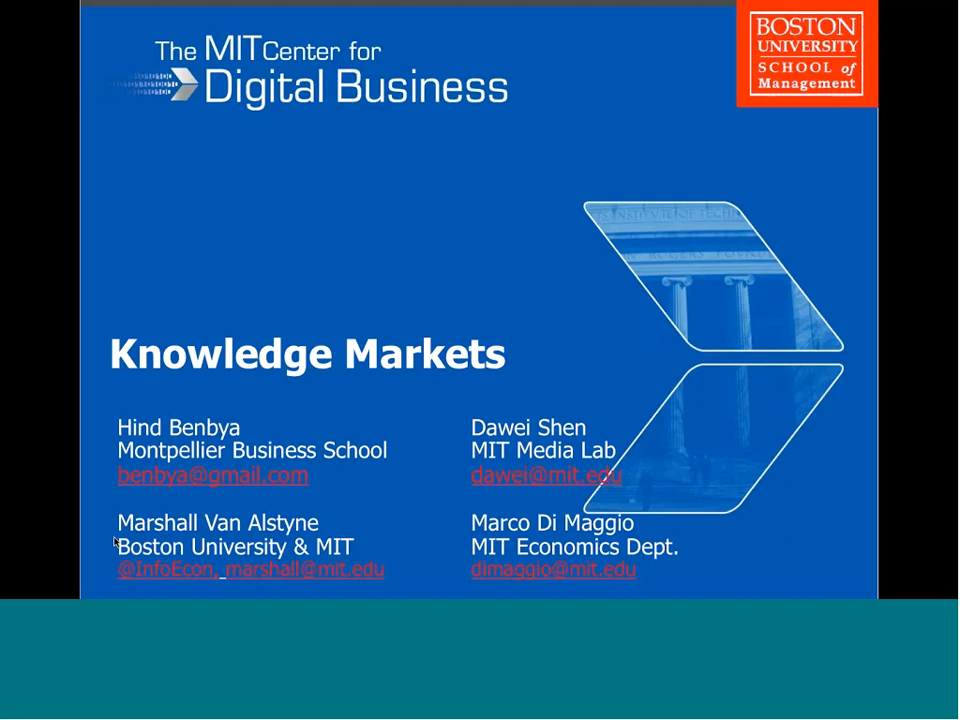 The MIT Center for
Digital Business
BOSTON
UNIVERSITY
SCHOOL of
Management
Knowledge Markets
Hind Benbya
Montpellier Business School
benbya@gmail.com
Dawei Shen
MIT Media Lab
dawei@mit.edu
Marshall Van Alstyne
Boston University & MIT
@InfoEcon, marshall@mit.edu
Marco Di Maggio
MIT Economics Dept.
dimaggio@mit.edu